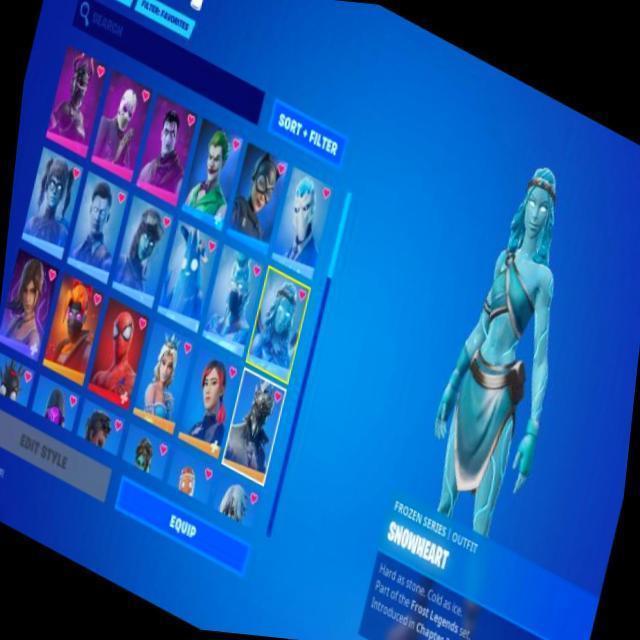 FILTER: FAVORITES
SEARCH
SORT + FILTER
EDIT STYLE
EQUIP
FROZEN SERIES | OUTFIT
SNOWHEART
Hard as stone. Cold as ice.
Part of the Frost Legends set.
Introduced in Chapter